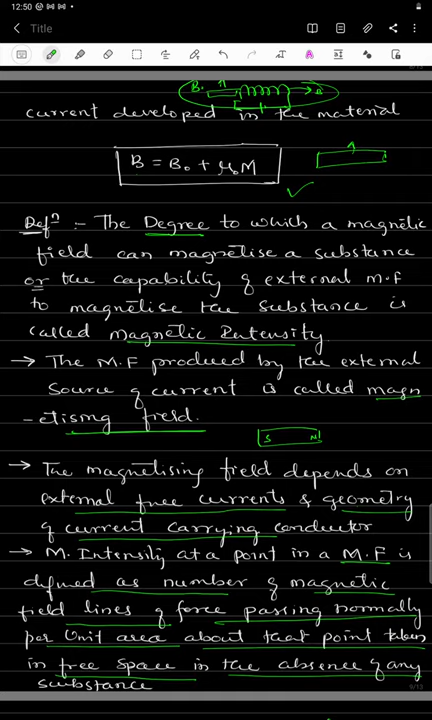 12:50
Title
B₀
current developed in the material
B = B₀ + μ₀M
Defⁿ :- The Degree to which a magnetic
field can magnetise a substance
or the capability of external M.F
to magnetise the substance is
called magnetic Intensity
→ The M.F produced by the external
source of current is called magn
-etising field.
S N
→ The magnetising field depends on
external free currents & geometry
of current carrying conductor
→ M. Intensity at a point in a M.F is
defined as number of magnetic
field lines of force passing normally
per Unit area about that point taken
in free space in the absence of any
substance